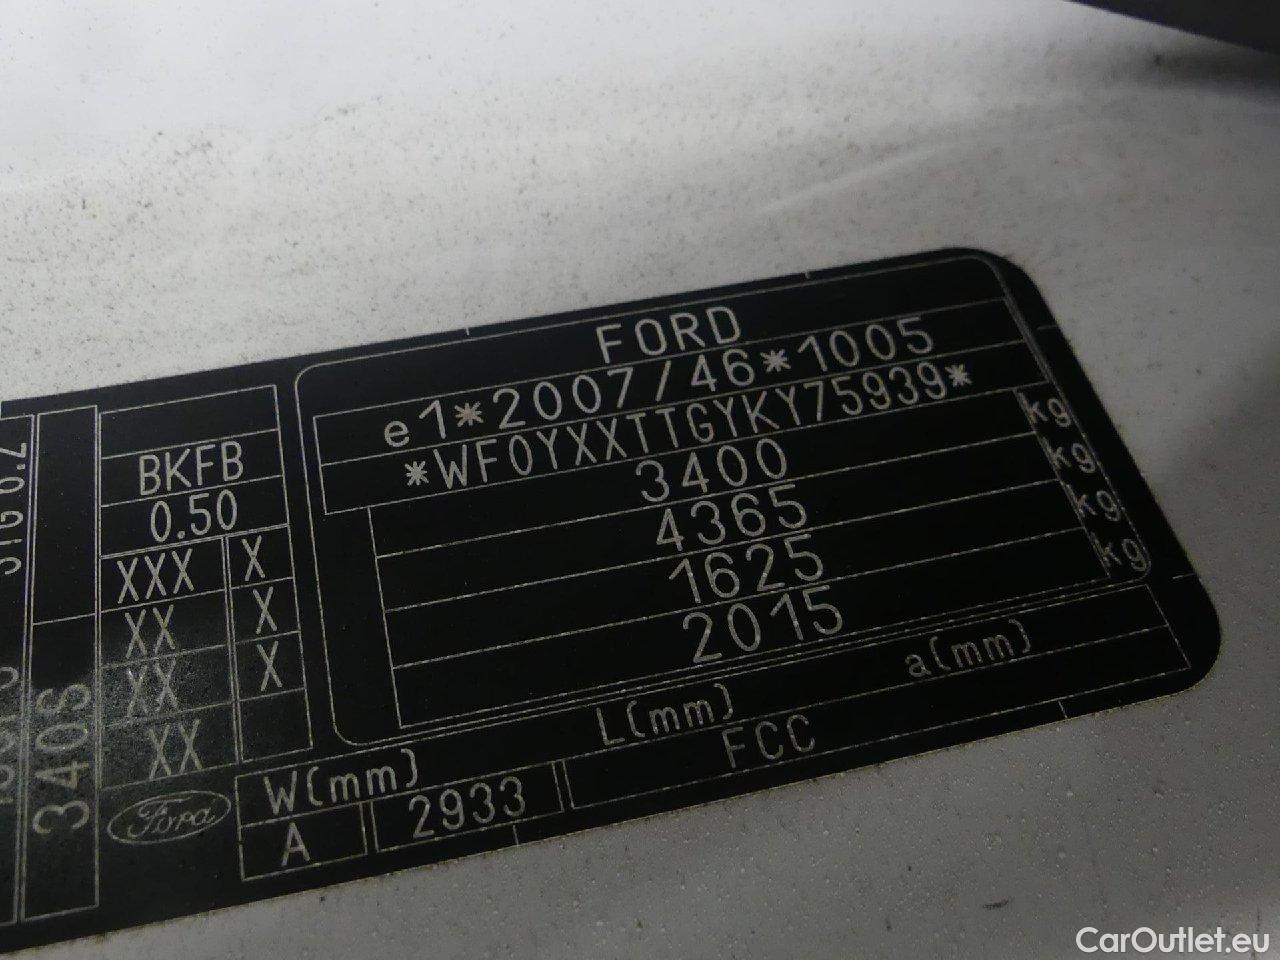 FORD
e1*2007/46*1005
*WF0YXXTTGYKY75939*
3400 kg
4365 kg
1625 kg
2015 kg
BKFB
0.50
XXX X
XX X
XX X
XX
340S
Ford
W(mm) L(mm) a(mm)
A 2933 FCC
CarOutlet.eu